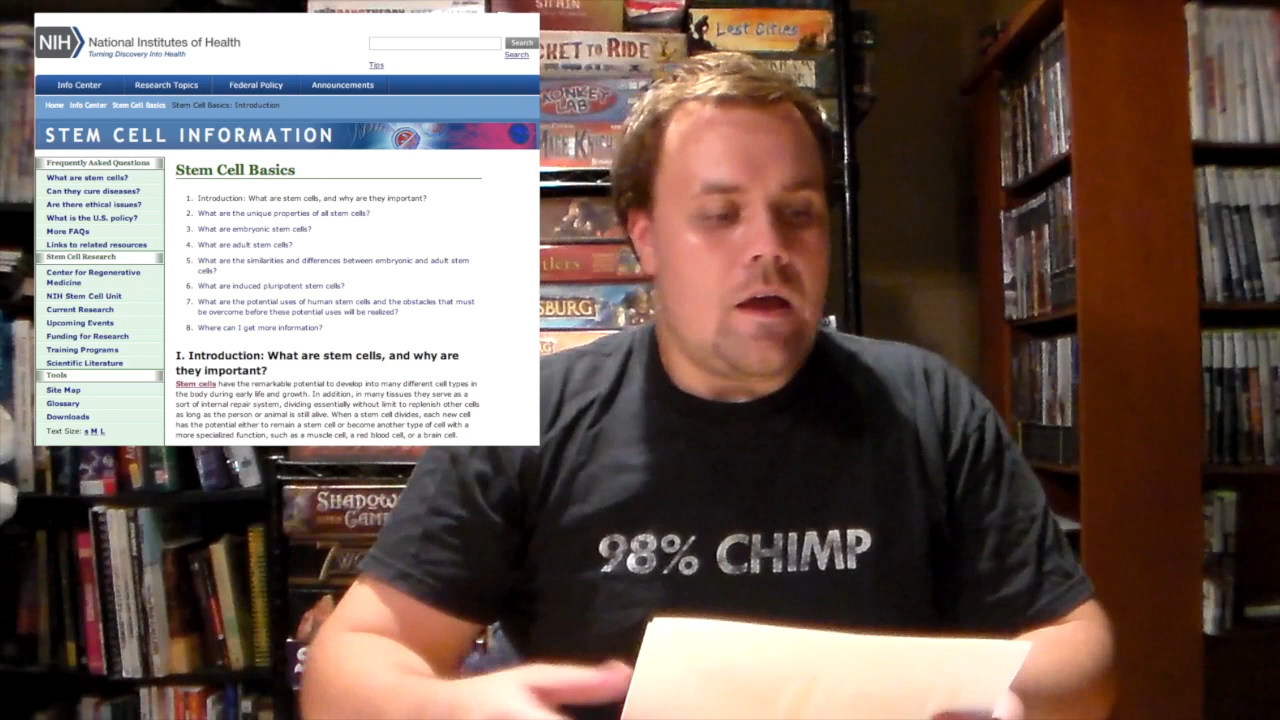 NIH National Institutes of Health
Turning Discovery Into Health
Search
Search
Tips
Info Center Research Topics Federal Policy Announcements
Home Info Center Stem Cell Basics Stem Cell Basics: Introduction
STEM CELL INFORMATION
Frequently Asked Questions
What are stem cells?
Can they cure diseases?
Are there ethical issues?
What is the U.S. policy?
More FAQs
Links to related resources
Stem Cell Research
Center for Regenerative
Medicine
NIH Stem Cell Unit
Current Research
Upcoming Events
Funding for Research
Training Programs
Scientific Literature
Tools
Site Map
Glossary
Downloads
Text Size: s M L
Stem Cell Basics
1. Introduction: What are stem cells, and why are they important?
2. What are the unique properties of all stem cells?
3. What are embryonic stem cells?
4. What are adult stem cells?
5. What are the similarities and differences between embryonic and adult stem
cells?
6. What are induced pluripotent stem cells?
7. What are the potential uses of human stem cells and the obstacles that must
be overcome before these potential uses will be realized?
8. Where can I get more information?
I. Introduction: What are stem cells, and why are
they important?
Stem cells have the remarkable potential to develop into many different cell types in
the body during early life and growth. In addition, in many tissues they serve as a
sort of internal repair system, dividing essentially without limit to replenish other cells
as long as the person or animal is still alive. When a stem cell divides, each new cell
has the potential either to remain a stem cell or become another type of cell with a
more specialized function, such as a muscle cell, a red blood cell, or a brain cell.
Lost Cities
CKET TO RIDE
MONKEY
LAB
MAGE KNIGHT
tlers
SBURG
SHADOW
GAM
98% CHIMP